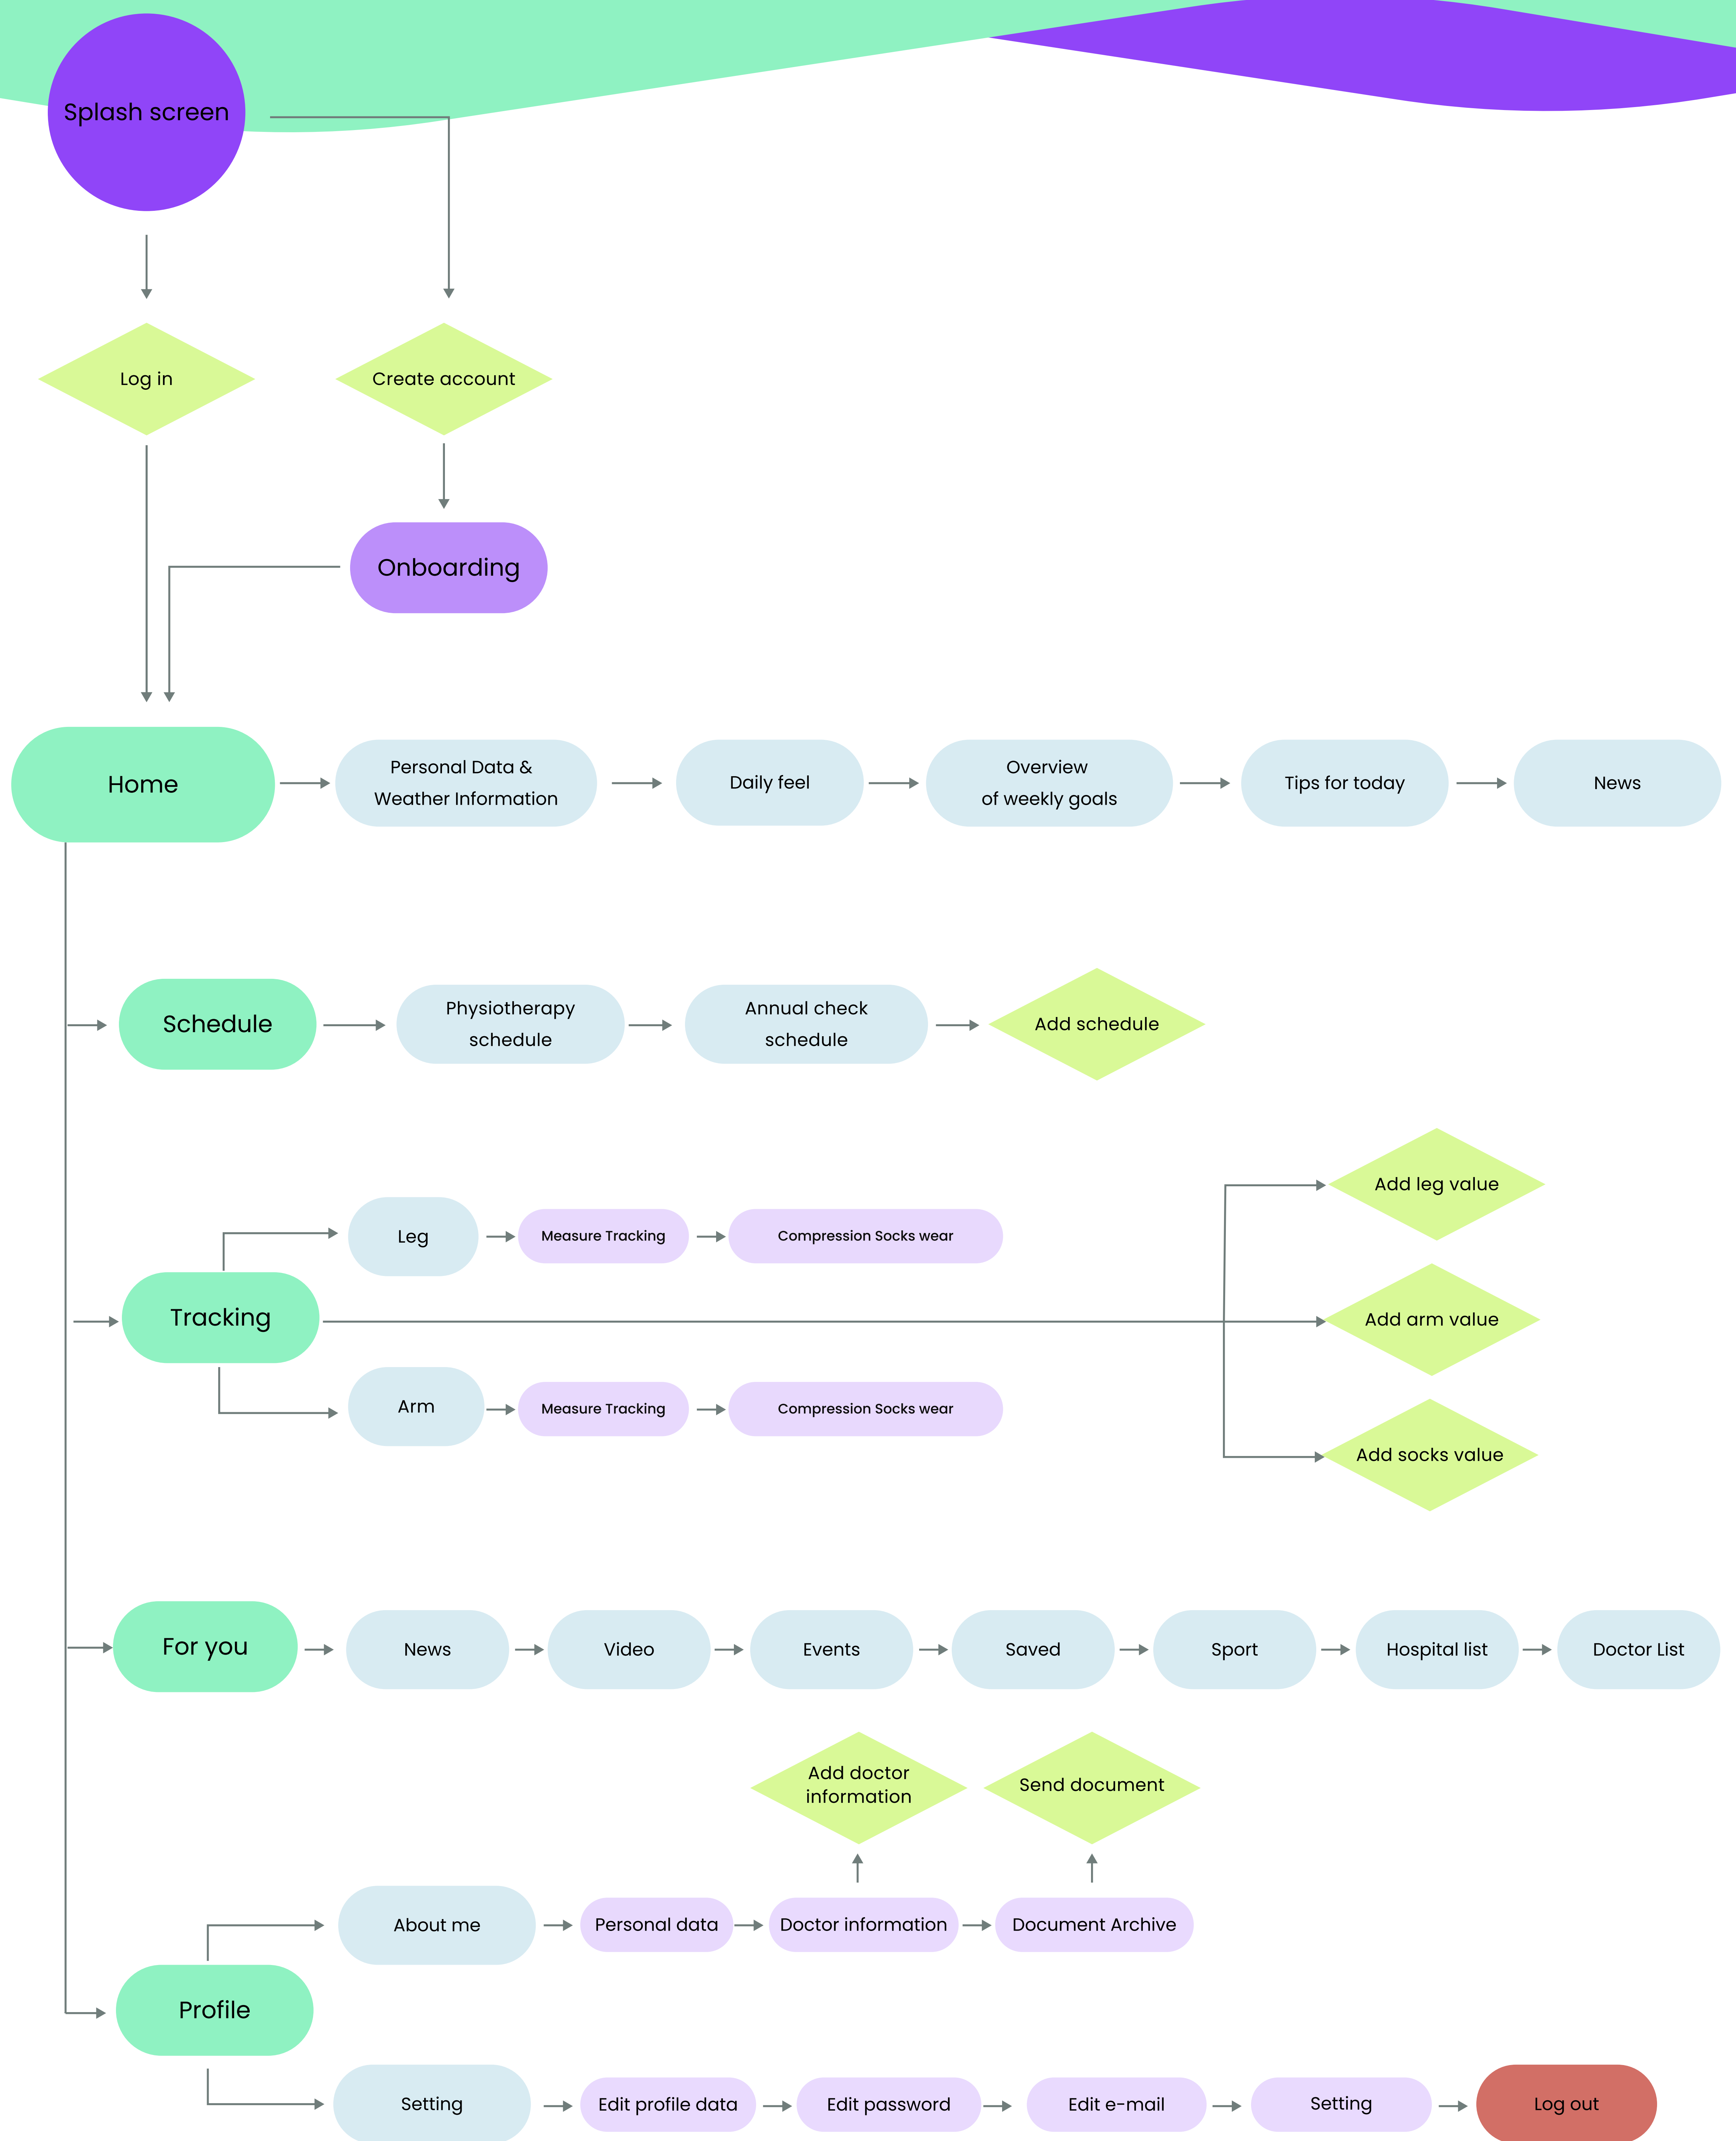 Splash screen
Log in
Create account
Onboarding
Home
Personal Data &
Weather Information
Daily feel
Overview
of weekly goals
Tips for today
News
Schedule
Physiotherapy
schedule
Annual check
schedule
Add schedule
Add leg value
Leg
Measure Tracking
Compression Socks wear
Tracking
Add arm value
Arm
Measure Tracking
Compression Socks wear
Add socks value
For you
News
Video
Events
Saved
Sport
Hospital list
Doctor List
Add doctor
information
Send document
About me
Personal data
Doctor information
Document Archive
Profile
Setting
Edit profile data
Edit password
Edit e-mail
Setting
Log out